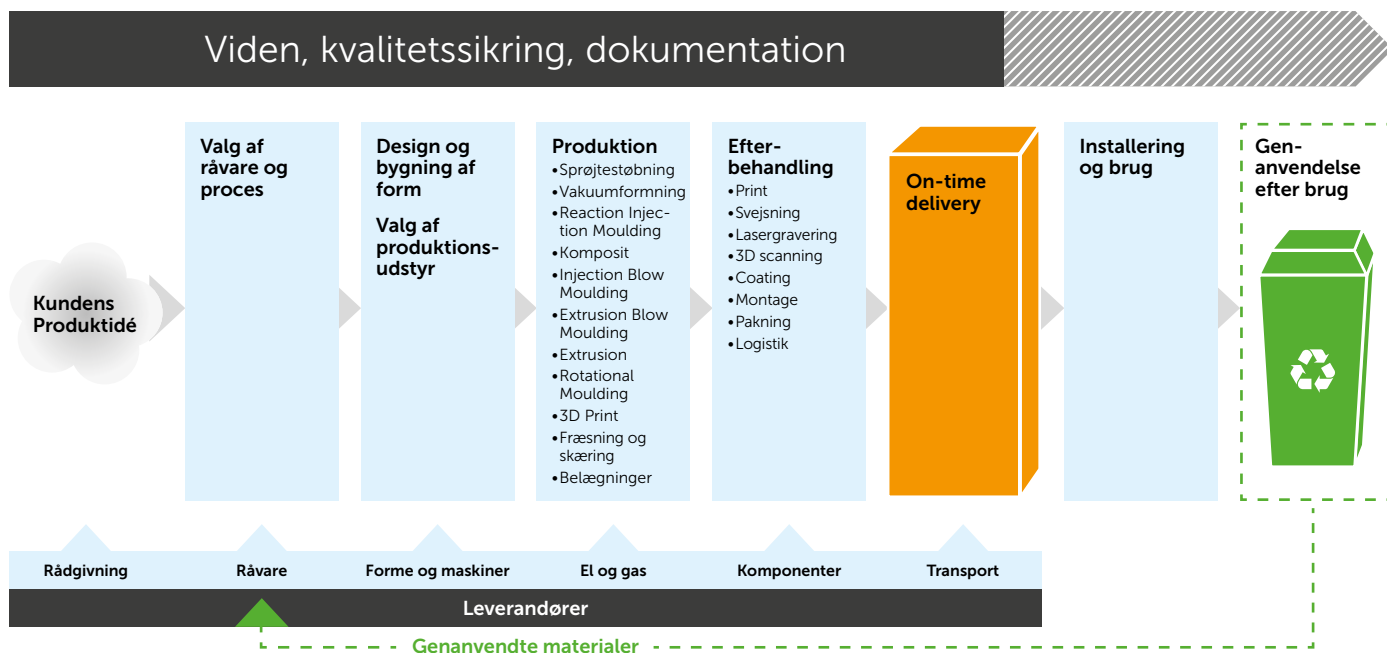 Viden, kvalitetssikring, dokumentation
Kundens
Produktidé
Valg af
råvare og
proces
Design og
bygning af
form
Valg af
produktions-
udstyr
Produktion
•Sprøjtestøbning
•Vakuumformning
•Reaction Injec-
tion Moulding
•Komposit
•Injection Blow
Moulding
•Extrusion Blow
Moulding
•Extrusion
•Rotational
Moulding
•3D Print
•Fræsning og
skæring
•Belægninger
Efter-
behandling
•Print
•Svejsning
•Lasergravering
•3D scanning
•Coating
•Montage
•Pakning
•Logistik
On-time
delivery
Installering
og brug
Gen-
anvendelse
efter brug
Rådgivning
Råvare
Forme og maskiner
El og gas
Komponenter
Transport
Leverandører
Genanvendte materialer